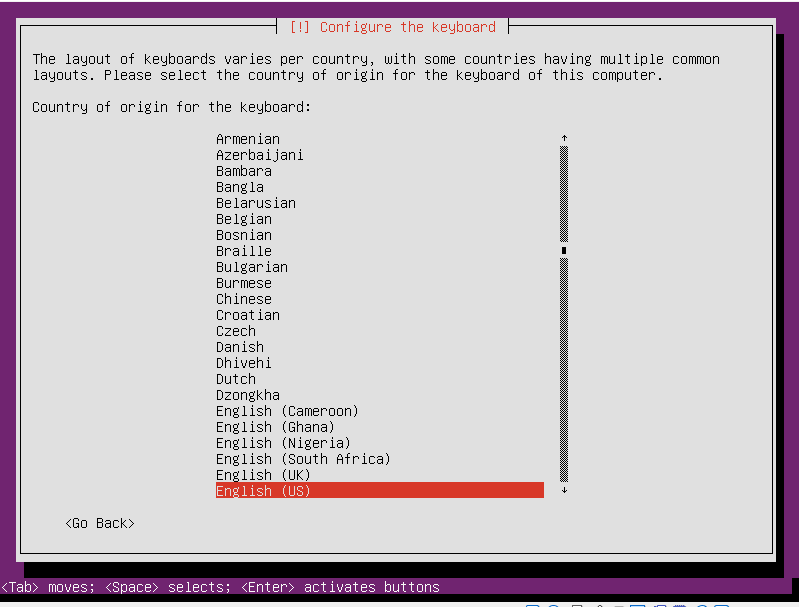 [!] Configure the keyboard
The layout of keyboards varies per country, with some countries having multiple common
layouts. Please select the country of origin for the keyboard of this computer.
Country of origin for the keyboard:
Armenian
Azerbaijani
Bambara
Bangla
Belarusian
Belgian
Bosnian
Braille
Bulgarian
Burmese
Chinese
Croatian
Czech
Danish
Dhivehi
Dutch
Dzongkha
English (Cameroon)
English (Ghana)
English (Nigeria)
English (South Africa)
English (UK)
English (US)
<Go Back>
<Tab> moves; <Space> selects; <Enter> activates buttons